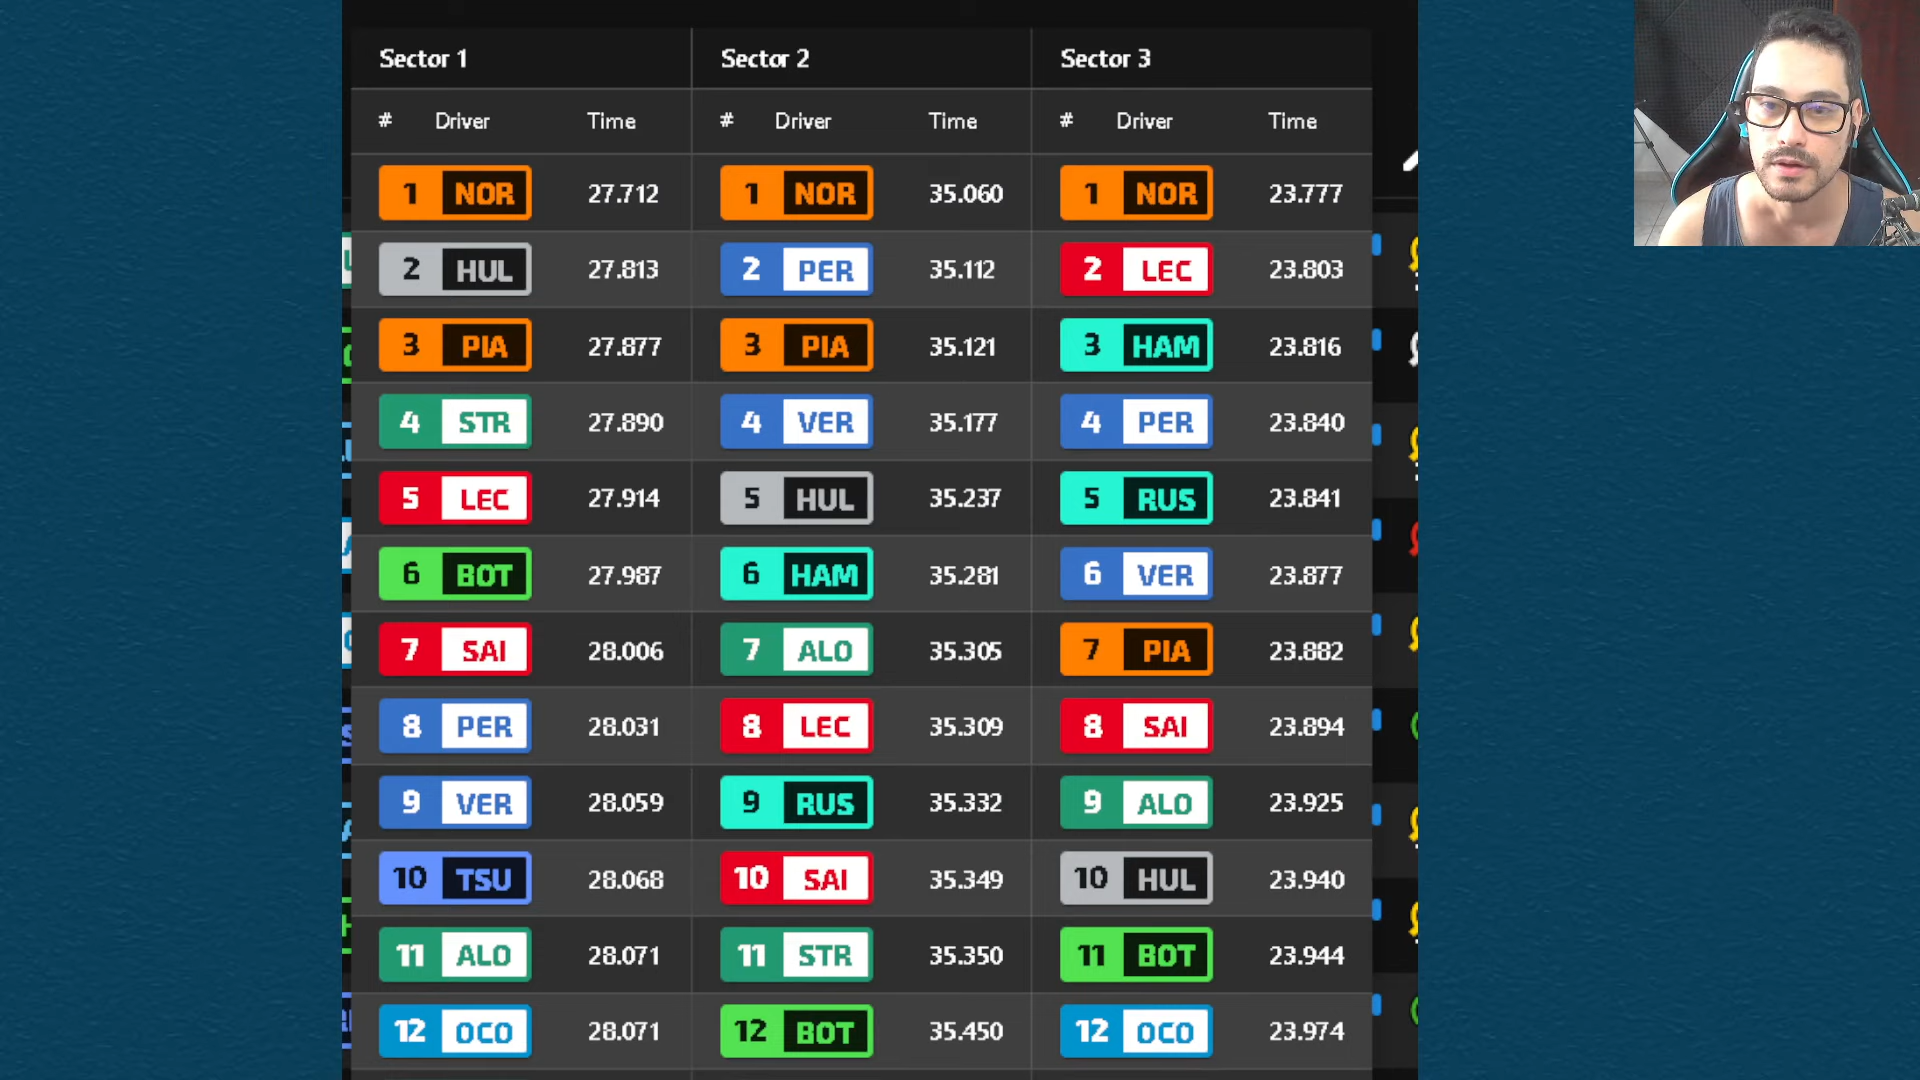 Sector 1 Sector 2 Sector 3
# Driver Time # Driver Time # Driver Time
1 NOR 27.712 1 NOR 35.060 1 NOR 23.777
2 HUL 27.813 2 PER 35.112 2 LEC 23.803
3 PIA 27.877 3 PIA 35.121 3 HAM 23.816
4 STR 27.890 4 VER 35.177 4 PER 23.840
5 LEC 27.914 5 HUL 35.237 5 RUS 23.841
6 BOT 27.987 6 HAM 35.281 6 VER 23.877
7 SAI 28.006 7 ALO 35.305 7 PIA 23.882
8 PER 28.031 8 LEC 35.309 8 SAI 23.894
9 VER 28.059 9 RUS 35.332 9 ALO 23.925
10 TSU 28.068 10 SAI 35.349 10 HUL 23.940
11 ALO 28.071 11 STR 35.350 11 BOT 23.944
12 OCO 28.071 12 BOT 35.450 12 OCO 23.974